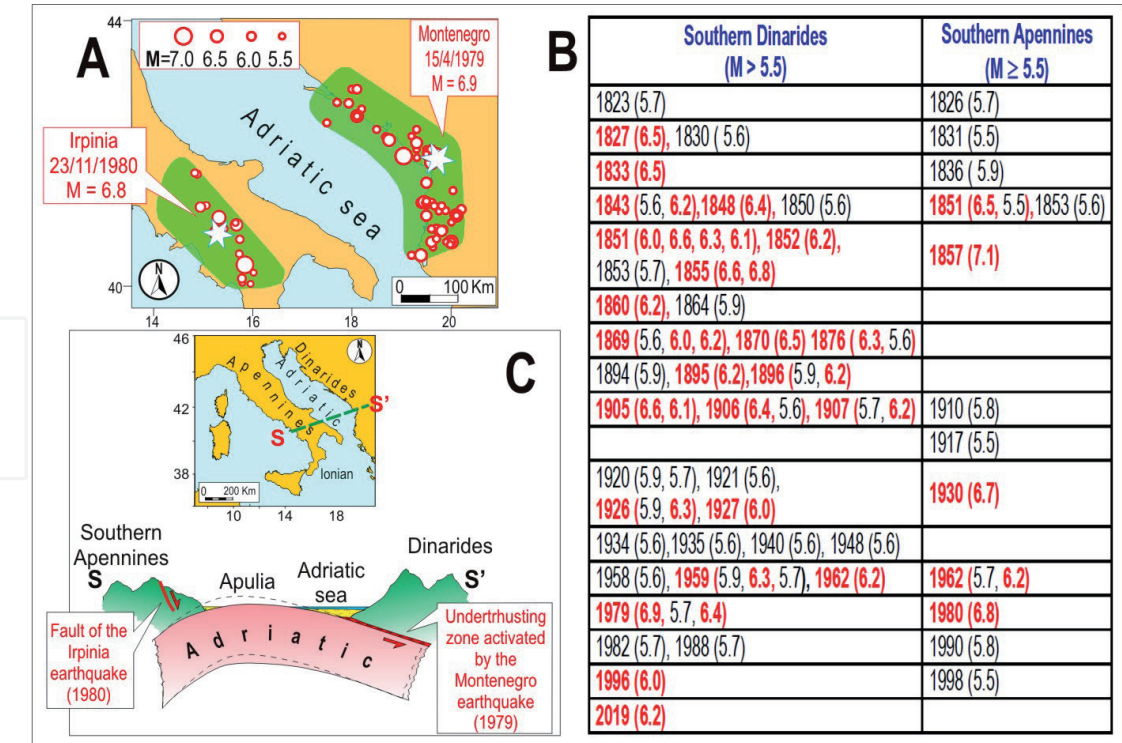 A
44
40
14
16
18
20
M=7.0 6.5 6.0 5.5
Montenegro
15/4/1979
M = 6.9
Irpinia
23/11/1980
M = 6.8
Adriatic sea
N
0 100 Km
B
Southern Dinarides
(M > 5.5)
Southern Apennines
(M ≥ 5.5)
1823 (5.7)
1826 (5.7)
1827 (6.5), 1830 ( 5.6)
1831 (5.5)
1833 (6.5)
1836 ( 5.9)
1843 (5.6, 6.2),1848 (6.4), 1850 (5.6)
1851 (6.5, 5.5),1853 (5.6)
1851 (6.0, 6.6, 6.3, 6.1), 1852 (6.2),
1853 (5.7), 1855 (6.6, 6.8)
1857 (7.1)
1860 (6.2), 1864 (5.9)
1869 (5.6, 6.0, 6.2), 1870 (6.5) 1876 ( 6.3, 5.6)
1894 (5.9), 1895 (6.2),1896 (5.9, 6.2)
1905 (6.6, 6.1), 1906 (6.4, 5.6), 1907 (5.7, 6.2)
1910 (5.8)
1917 (5.5)
1920 (5.9, 5.7), 1921 (5.6),
1926 (5.9, 6.3), 1927 (6.0)
1930 (6.7)
1934 (5.6),1935 (5.6), 1940 (5.6), 1948 (5.6)
1958 (5.6), 1959 (5.9, 6.3, 5.7), 1962 (6.2)
1962 (5.7, 6.2)
1979 (6.9, 5.7, 6.4)
1980 (6.8)
1982 (5.7), 1988 (5.7)
1990 (5.8)
1996 (6.0)
1998 (5.5)
2019 (6.2)
C
46
42
38
10
14
18
N
Apennines
Adriatic
Dinarides
S
S'
Ionian
0 200 Km
Southern
Apennines
S
Apulia
Adriatic
sea
Dinarides
S'
Adriatic
Fault of the
Irpinia
earthquake
(1980)
Undertrhusting
zone activated
by the
Montenegro
earthquake
(1979)